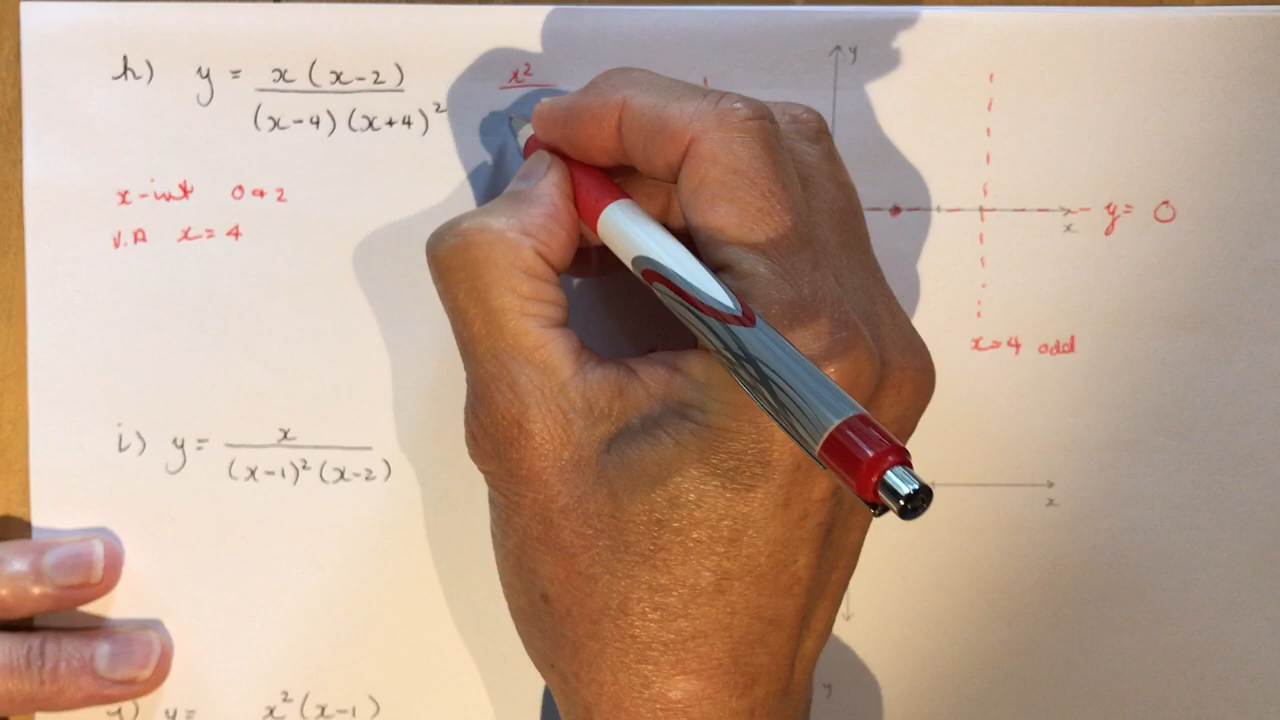 h) y = x(x-2) / (x-4)(x+4)²
x²
x-int 0 & 2
V.A x=4
y
x
y= 0
x=4 odd
i) y= x / (x-1)²(x-2)
x
y
y= x²(x-1)